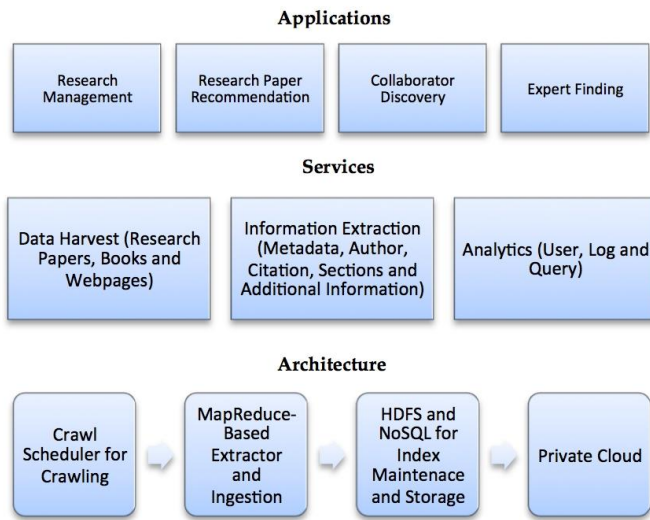 Applications
Research
Management
Research Paper
Recommendation
Collaborator
Discovery
Expert Finding
Services
Data Harvest (Research
Papers, Books and
Webpages)
Information Extraction
(Metadata, Author,
Citation, Sections and
Additional Information)
Analytics (User, Log and
Query)
Architecture
Crawl
Scheduler for
Crawling
MapReduce-
Based
Extractor
and
Ingestion
HDFS and
NoSQL for
Index
Maintenace
and Storage
Private Cloud